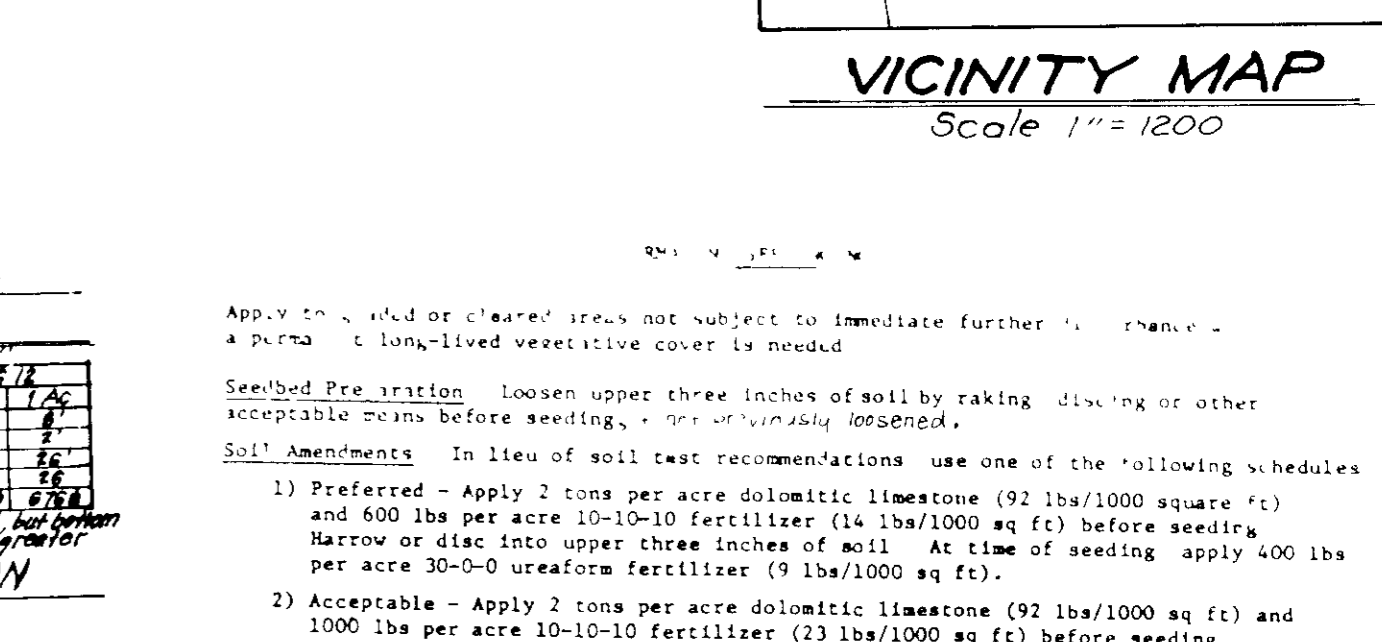 VICINITY MAP
Scale 1"=1200
Apply to or cleared areas not subject to immediate further
a long-lived vegetative cover is needed
Seedbed Preparation Loosen upper three inches of soil by raking discing or other
acceptable means before seeding, previously loosened.
Soil Amendments In lieu of soil test recommendations use one of the following schedules
1) Preferred - Apply 2 tons per acre dolomitic limestone (92 lbs/1000 square ft)
and 600 lbs per acre 10-10-10 fertilizer (14 lbs/1000 sq ft) before seeding
Harrow or disc into upper three inches of soil At time of seeding apply 400 lbs
per acre 30-0-0 ureaform fertilizer (9 lbs/1000 sq ft).
2) Acceptable - Apply 2 tons per acre dolomitic limestone (92 lbs/1000 sq ft) and
1000 lbs per acre 10-10-10 fertilizer (23 lbs/1000 sq ft) before seeding
12
1 AC
6'
2'
26'
26
676
, but bottom
greater
N